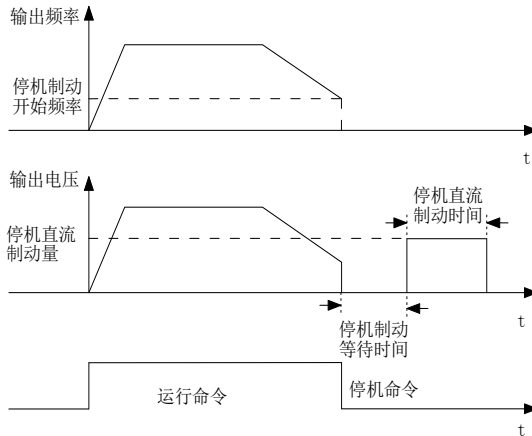 输出频率
停机制动
开始频率
t
输出电压
停机直流
制动时间
停机直流
制动量
t
停机制动
等待时间
运行命令
停机命令
t